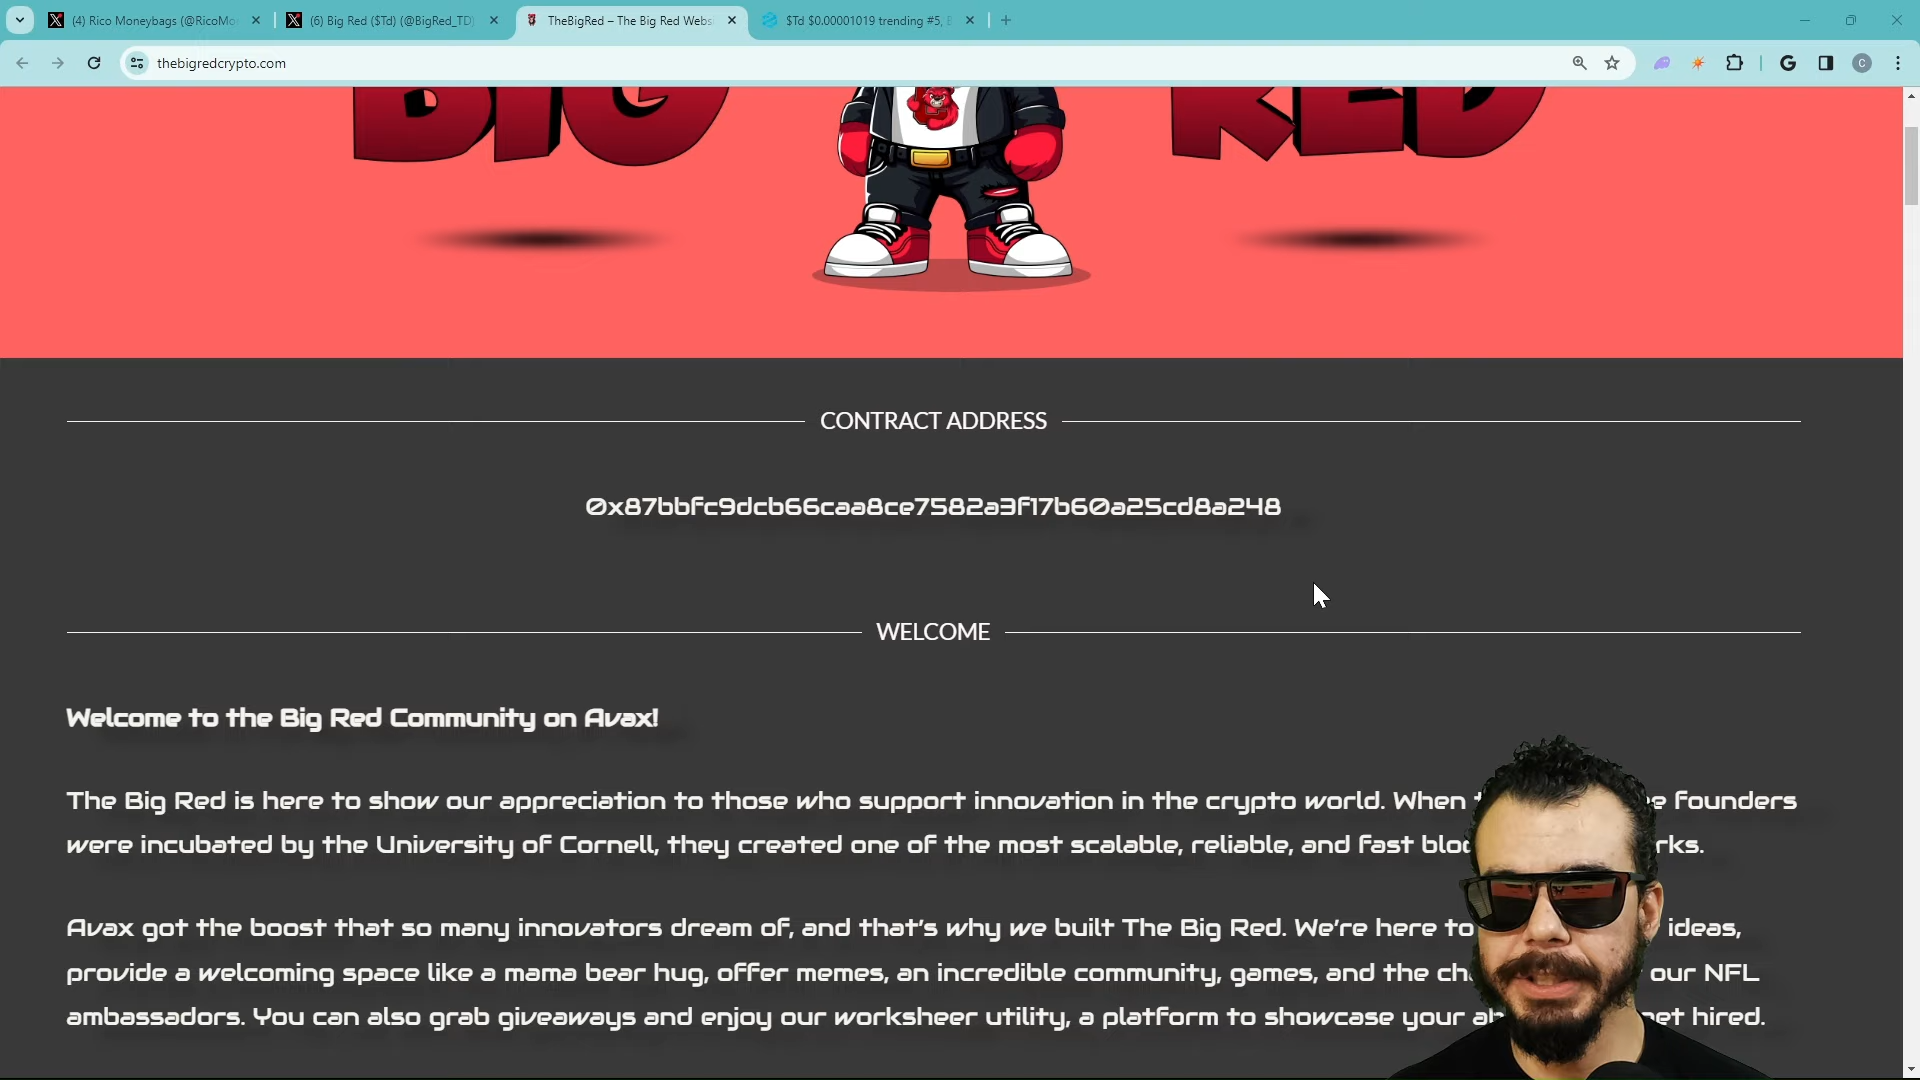 (4) Rico Moneybags (@RicoMo
(6) Big Red ($Td) (@BigRed_TD)
TheBigRed – The Big Red Webs
$Td $0.00001019 trending #5,
thebigredcrypto.com
C
BIG RED
CONTRACT ADDRESS
0x87bbfc9dcb66caa8ce7582a3f17b60a25cd8a248
WELCOME
Welcome to the Big Red Community on Avax!
The Big Red is here to show our appreciation to those who support innovation in the crypto world. When founders
were incubated by the University of Cornell, they created one of the most scalable, reliable, and fast
Avax got the boost that so many innovators dream of, and that's why we built The Big Red. We're here to ideas,
provide a welcoming space like a mama bear hug, offer memes, an incredible community, games, and the our NFL
ambassadors. You can also grab giveaways and enjoy our worksheer utility, a platform to showcase your hired.